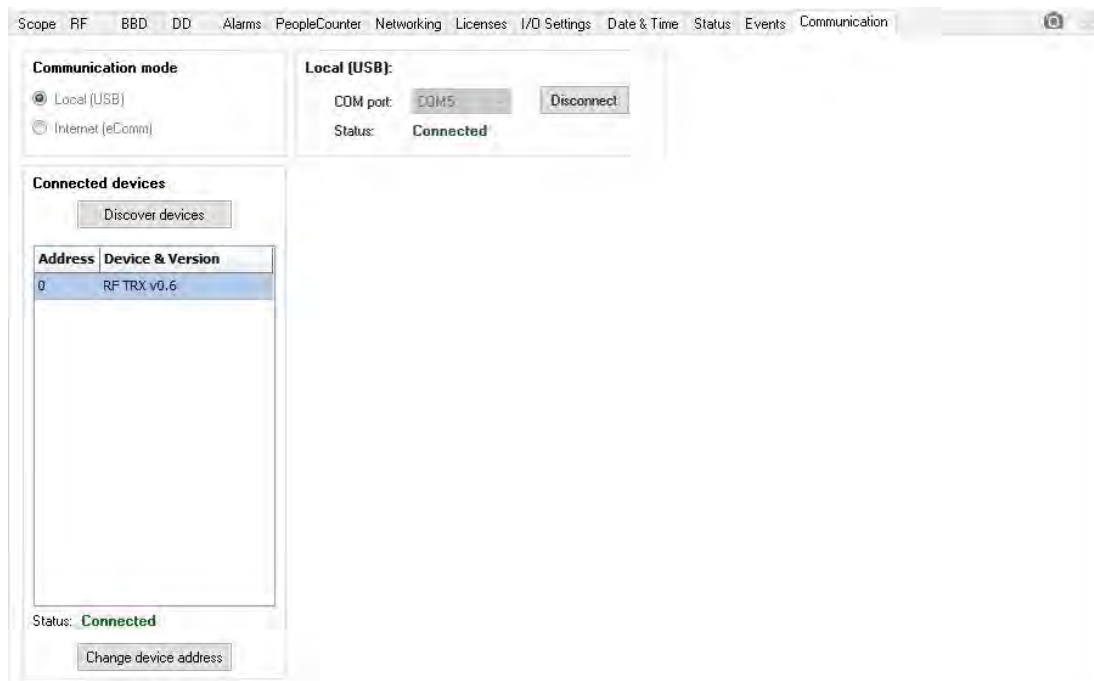 Scope RF BBD DD Alarms PeopleCounter Networking Licenses I/O Settings Date & Time Status Events Communication
Communication mode
Local (USB)
Internet (eComm)
Local (USB):
COM port: COM5 Disconnect
Status: Connected
Connected devices
Discover devices
Address Device & Version
0 RF TRX v0.6
Status: Connected
Change device address